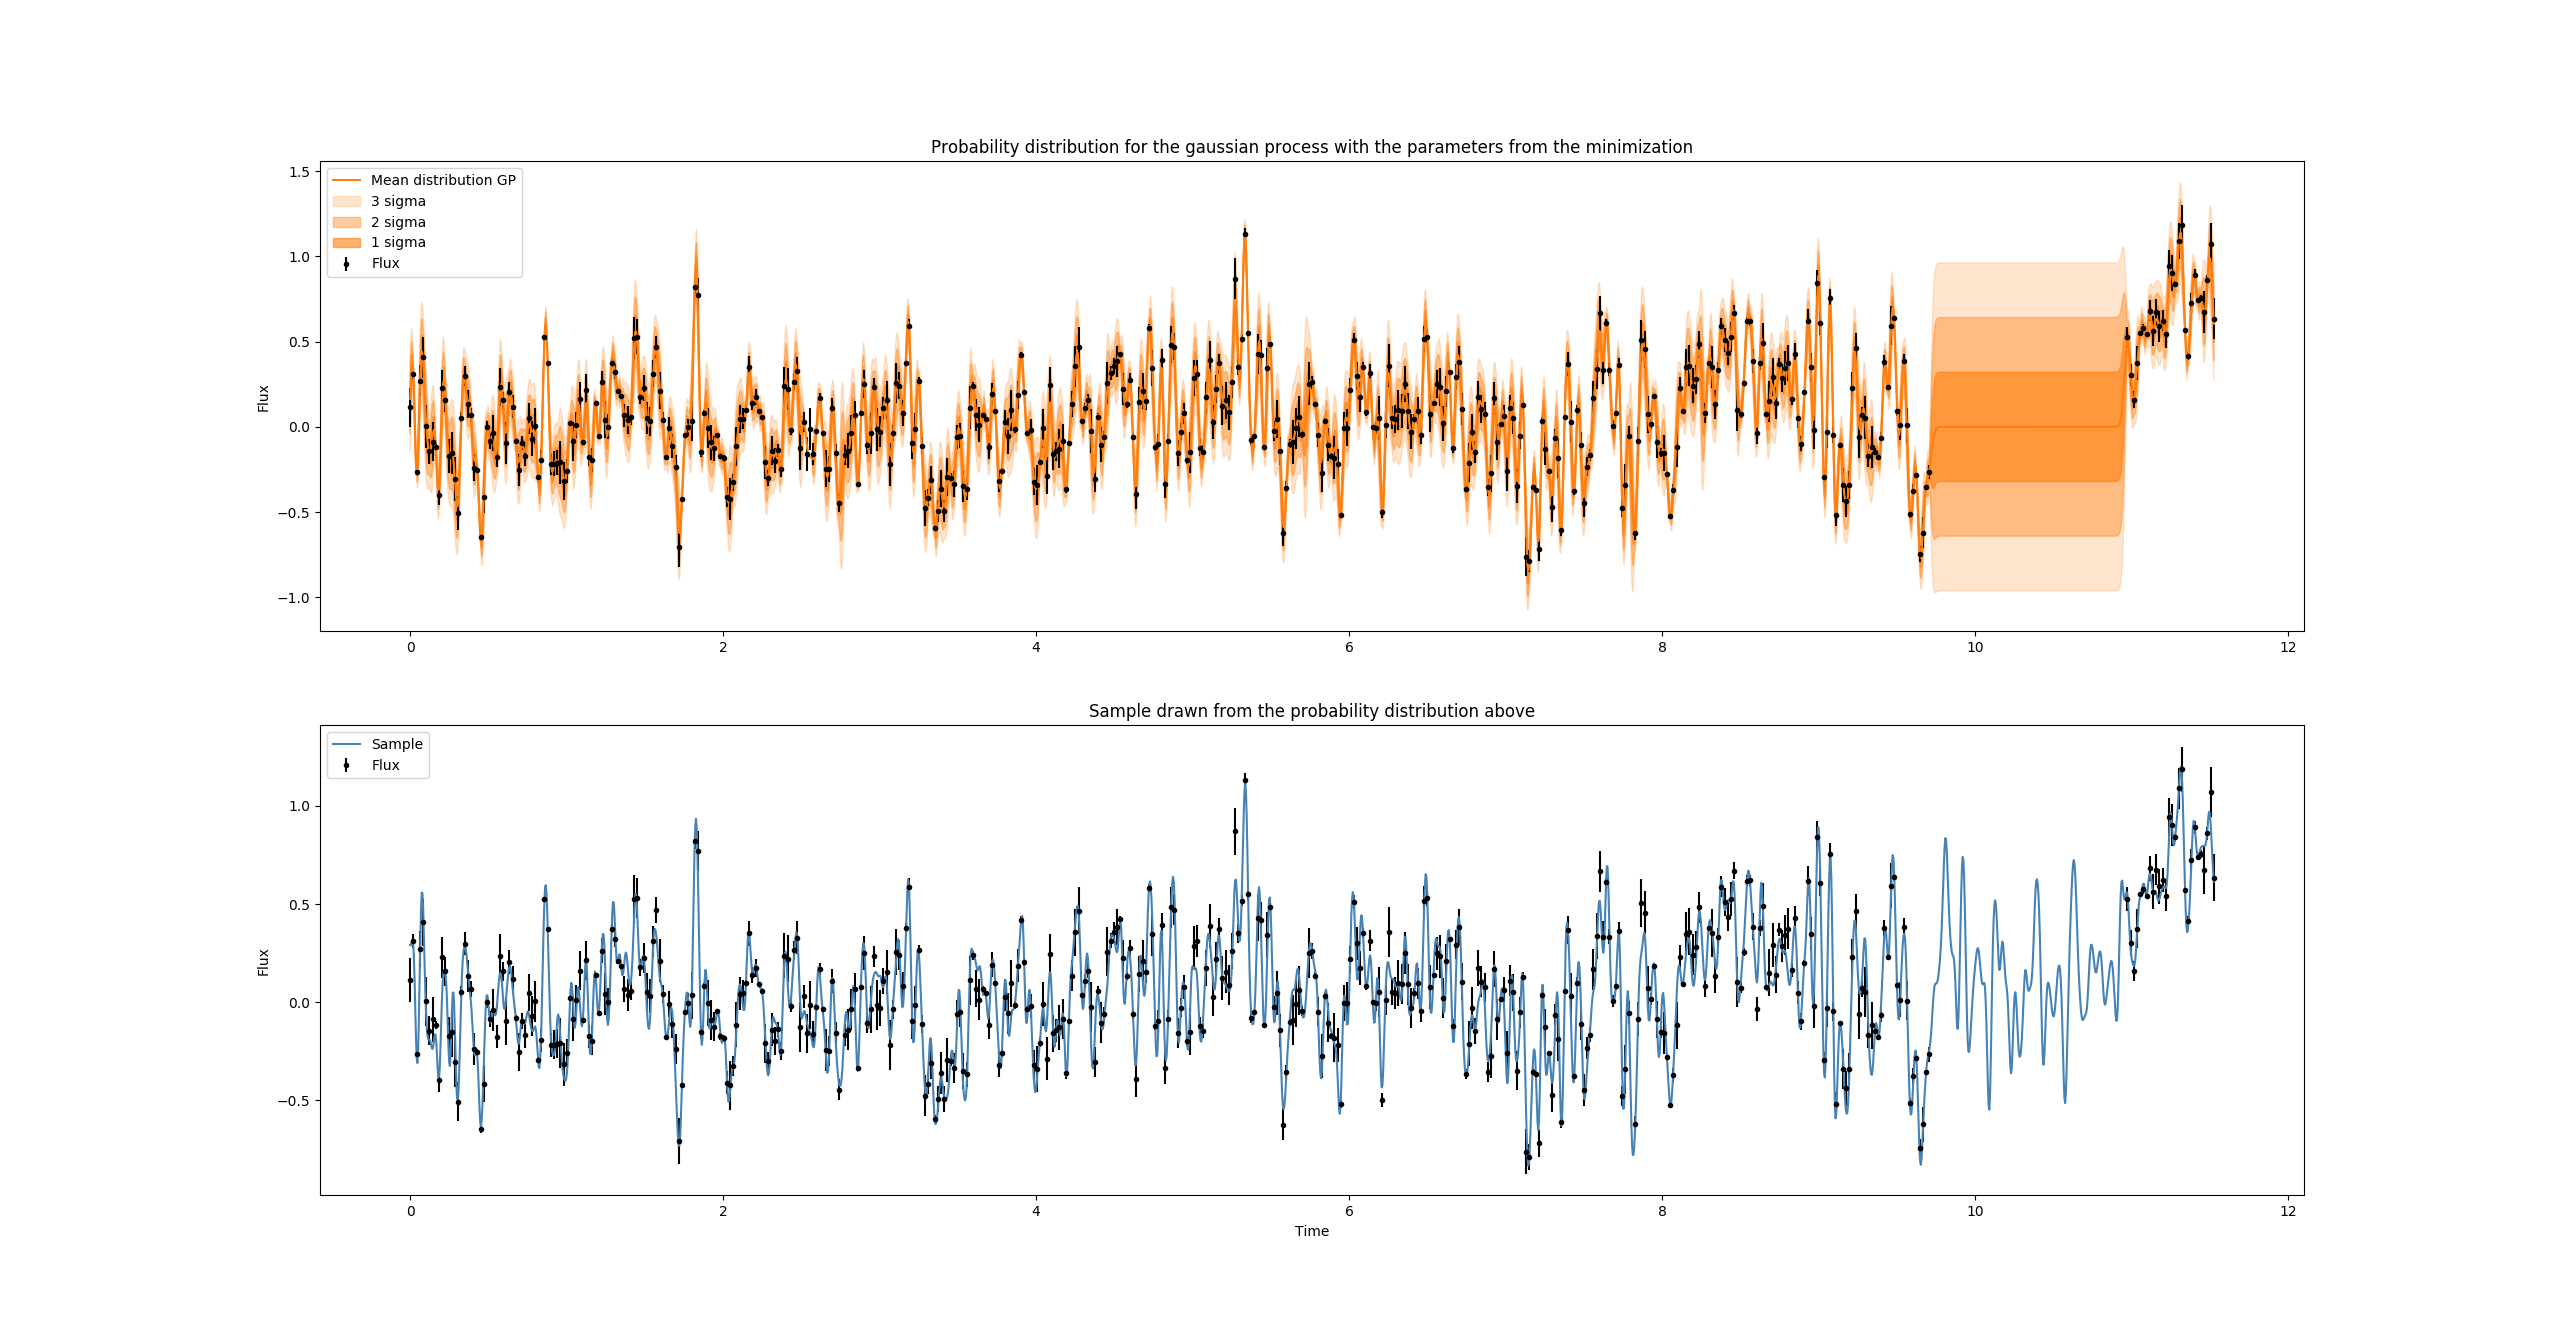 Probability distribution for the gaussian process with the parameters from the minimization
1.5
1.0
0.5
0.0
−0.5
−1.0
Flux
Mean distribution GP
3 sigma
2 sigma
1 sigma
Flux
0 2 4 6 8 10 12
Sample drawn from the probability distribution above
1.0
0.5
0.0
−0.5
Flux
Sample
Flux
0 2 4 6 8 10 12
Time